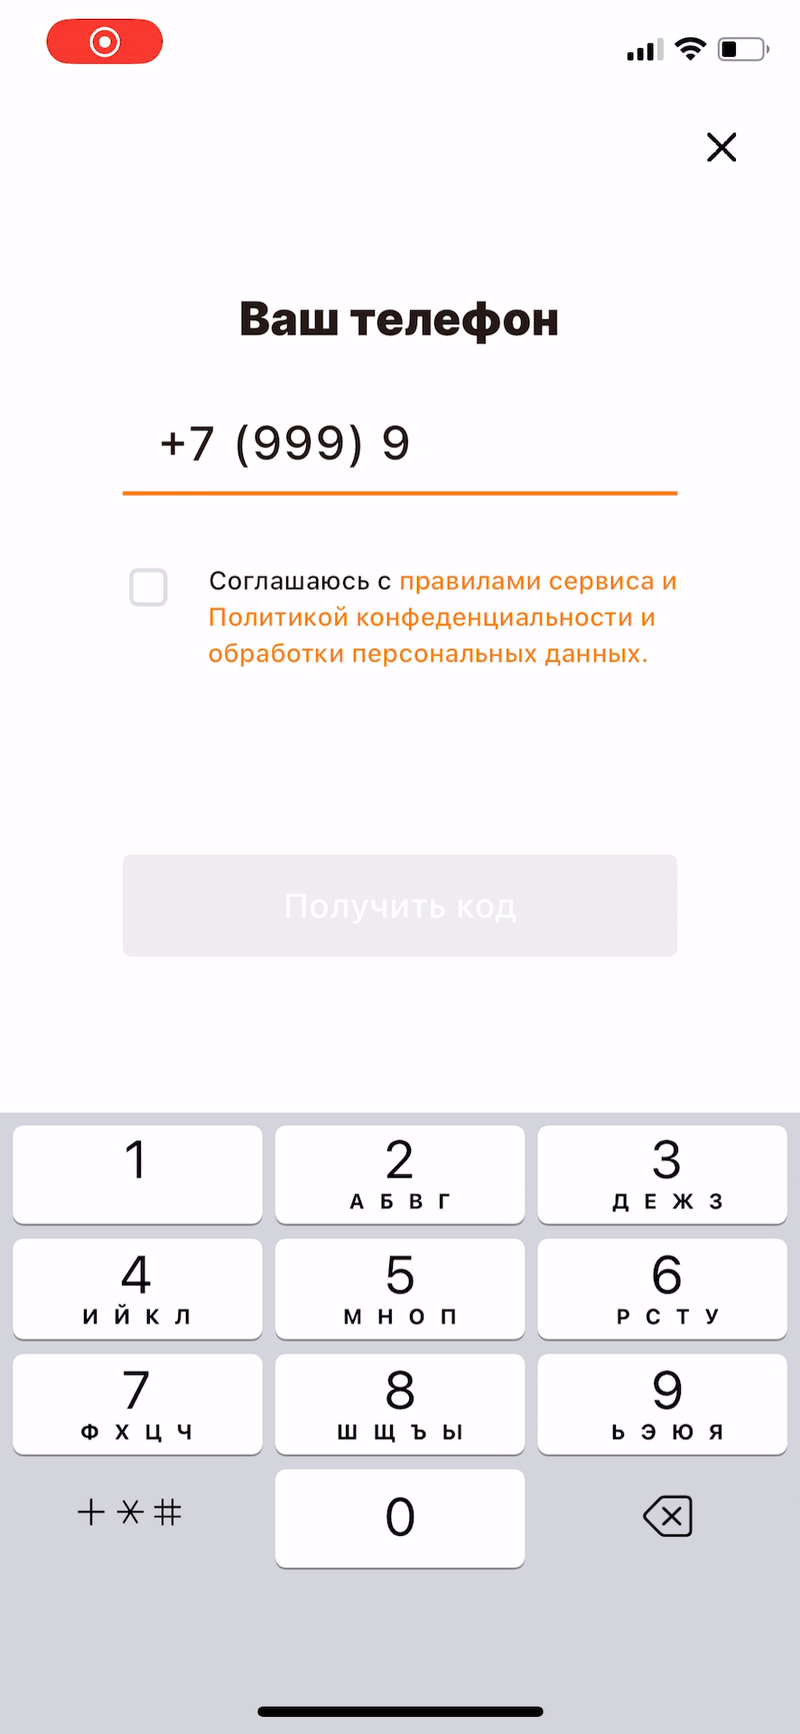 Ваш телефон
+7 (999) 9
Соглашаюсь с правилами сервиса и
Политикой конфеденциальности и
обработки персональных данных.
Получить код
1 2 3
А Б В Г Д Е Ж З
4 5 6
И Й К Л М Н О П Р С Т У
7 8 9
Ф Х Ц Ч Ш Щ Ъ Ы Ь Э Ю Я
+ * # 0